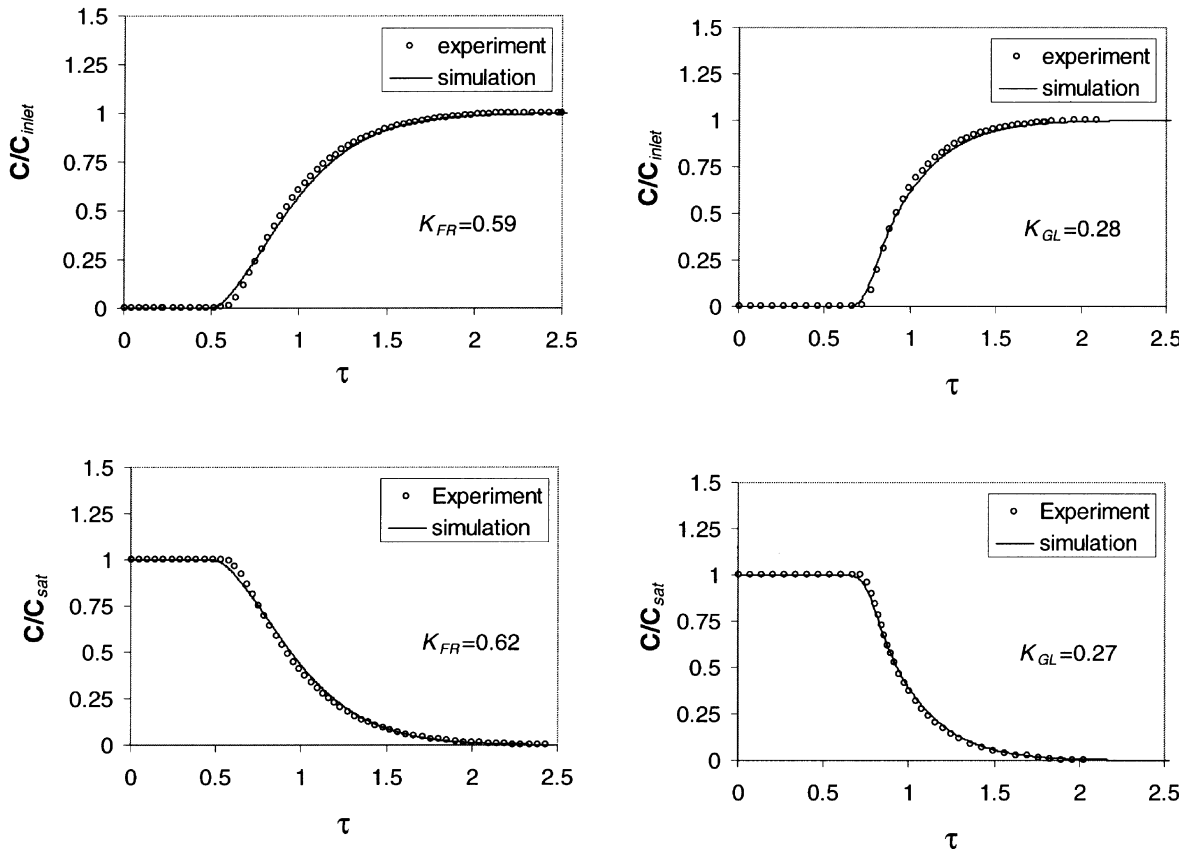 1.5
1.25
1
0.75
0.5
0.25
0
C/C_inlet
experiment
simulation
K_FR=0.59
0 0.5 1 1.5 2 2.5
τ
1.5
1.25
1
0.75
0.5
0.25
0
C/C_inlet
experiment
simulation
K_GL=0.28
0 0.5 1 1.5 2 2.5
τ
1.5
1.25
1
0.75
0.5
0.25
0
C/C_sat
Experiment
simulation
K_FR=0.62
0 0.5 1 1.5 2 2.5
τ
1.5
1.25
1
0.75
0.5
0.25
0
C/C_sat
Experiment
simulation
K_GL=0.27
0 0.5 1 1.5 2 2.5
τ